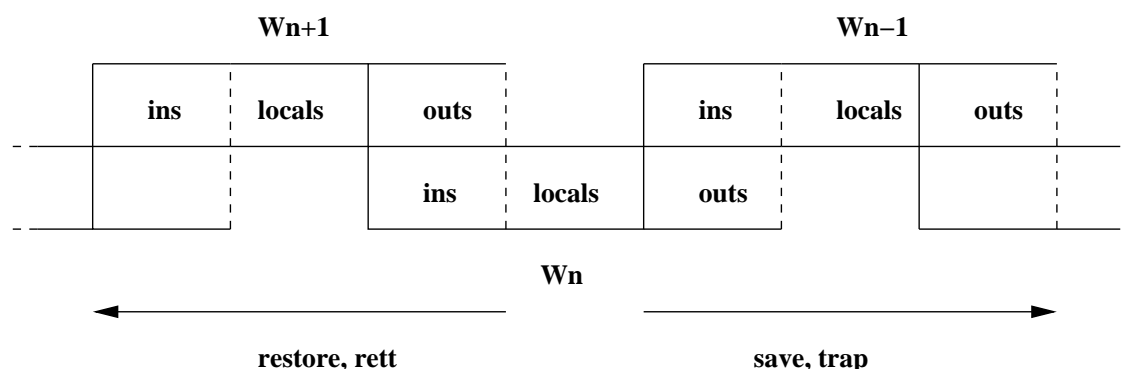 Wn+1 Wn−1
ins locals outs ins locals outs
ins locals outs
Wn
restore, rett save, trap